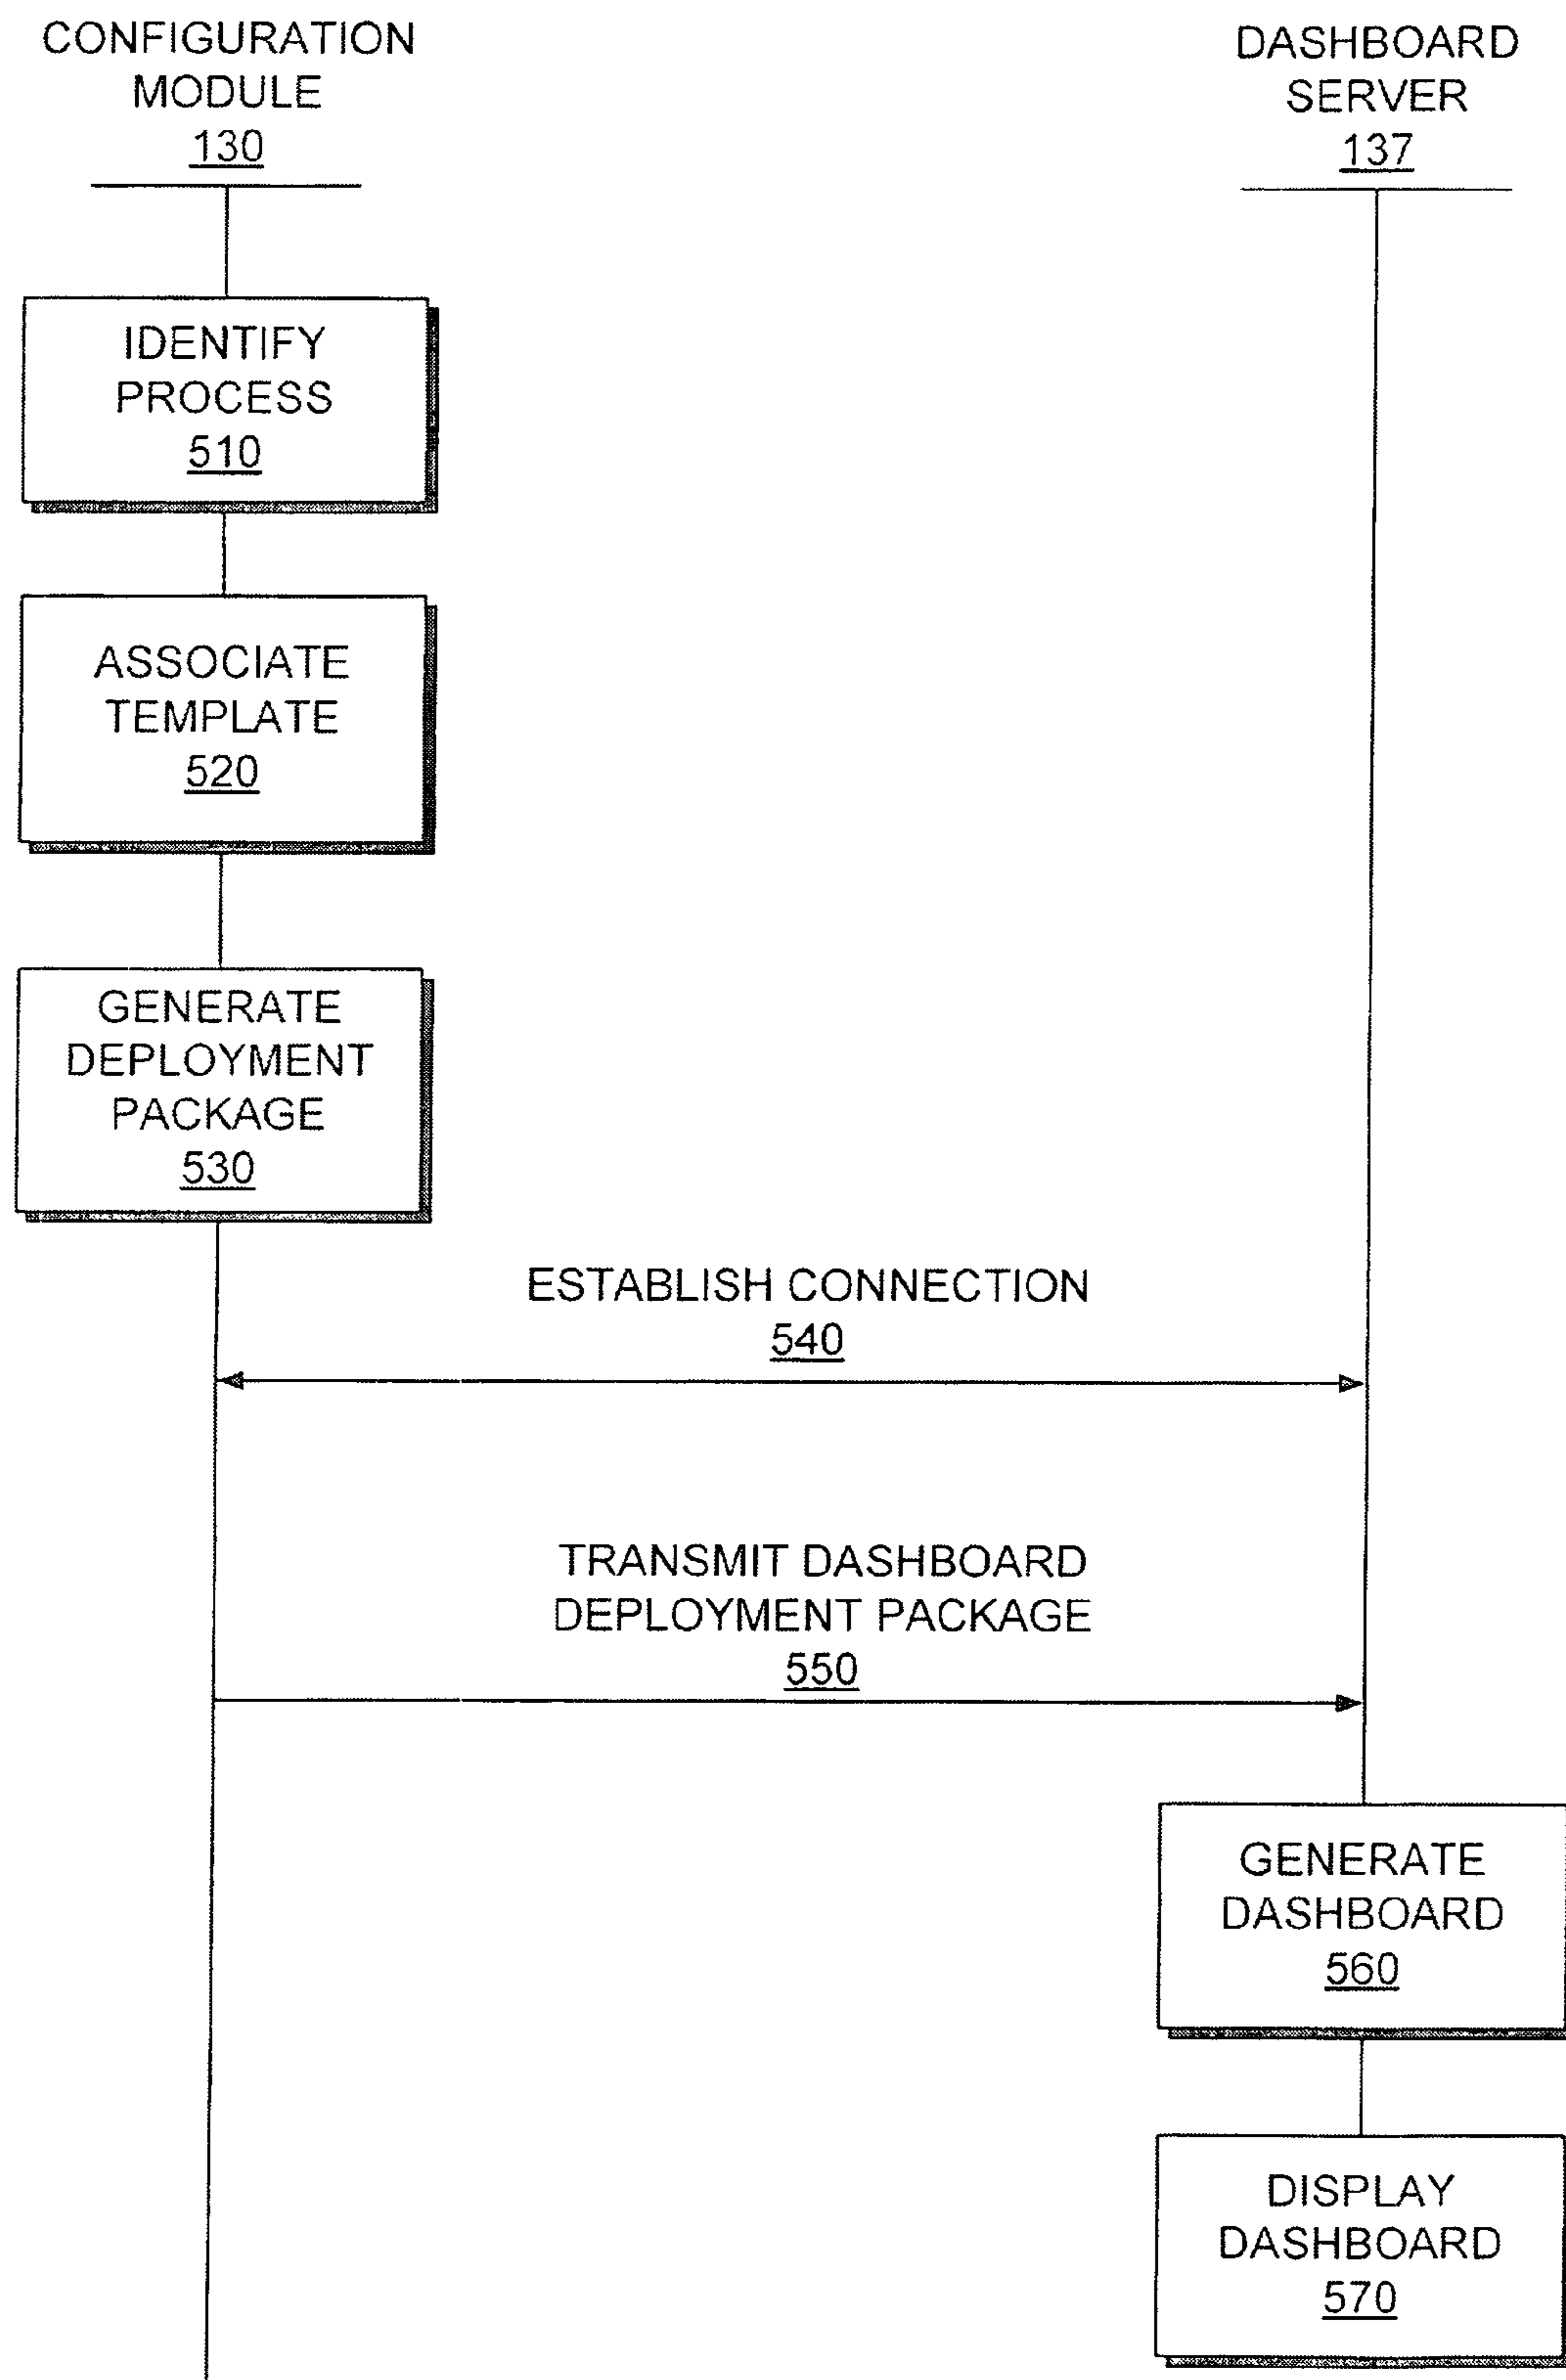 CONFIGURATION
MODULE
130
DASHBOARD
SERVER
137
IDENTIFY
PROCESS
510
ASSOCIATE
TEMPLATE
520
GENERATE
DEPLOYMENT
PACKAGE
530
ESTABLISH CONNECTION
540
TRANSMIT DASHBOARD
DEPLOYMENT PACKAGE
550
GENERATE
DASHBOARD
560
DISPLAY
DASHBOARD
570